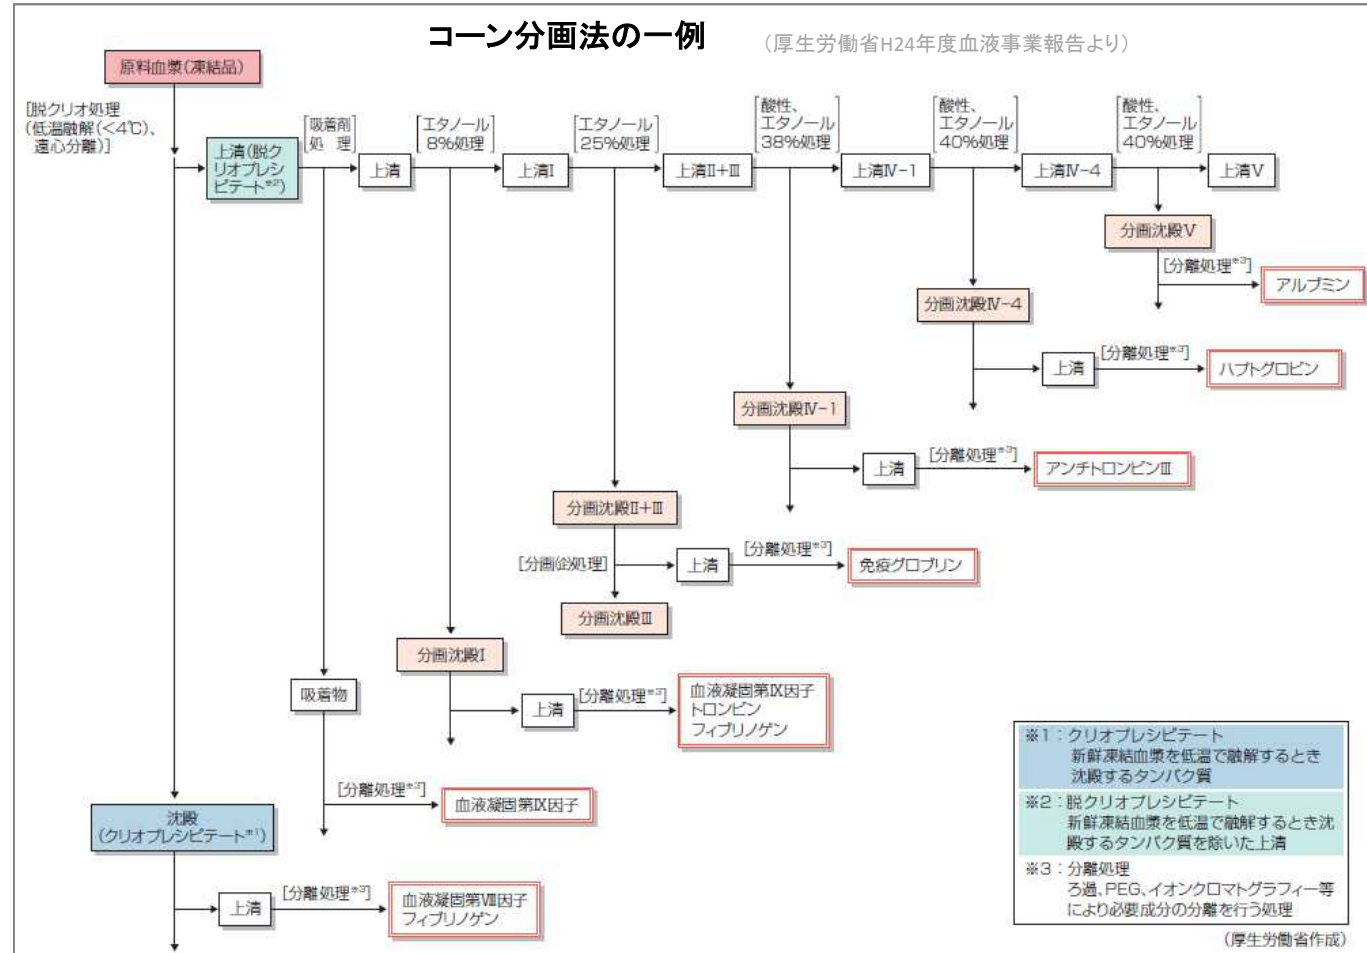 コーン分画法の一例
(厚生労働省H24年度血液事業報告より)
原料血漿(凍結品)
[脱クリオ処理
(低温融解(<4℃)、
遠心分離)]
上清(脱ク
リオプレシ
ピテート※2)
[吸着剤
処 理]
上清
[エタノール
8%処理]
上清Ⅰ
[エタノール
25%処理]
上清Ⅱ+Ⅲ
[酸性、
エタノール
38%処理]
上清Ⅳ-1
[酸性、
エタノール
40%処理]
上清Ⅳ-4
[酸性、
エタノール
40%処理]
上清Ⅴ
分画沈殿Ⅴ
[分離処理※3]
アルブミン
分画沈殿Ⅳ-4
上清
[分離処理※3]
ハプトグロビン
分画沈殿Ⅳ-1
上清
[分離処理※3]
アンチトロンビンⅢ
分画沈殿Ⅱ+Ⅲ
[分画(Ⅲ)処理]
上清
[分離処理※3]
免疫グロブリン
分画沈殿Ⅲ
分画沈殿Ⅰ
上清
[分離処理※3]
血液凝固第Ⅸ因子
トロンビン
フィブリノゲン
吸着物
[分離処理※3]
血液凝固第Ⅸ因子
沈殿
(クリオプレシピテート※1)
上清
[分離処理※3]
血液凝固第Ⅷ因子
フィブリノゲン
※1:クリオプレシピテート
新鮮凍結血漿を低温で融解するとき
沈殿するタンパク質
※2:脱クリオプレシピテート
新鮮凍結血漿を低温で融解するとき沈
殿するタンパク質を除いた上清
※3:分離処理
ろ過、PEG、イオンクロマトグラフィー等
により必要成分の分離を行う処理
(厚生労働省作成)